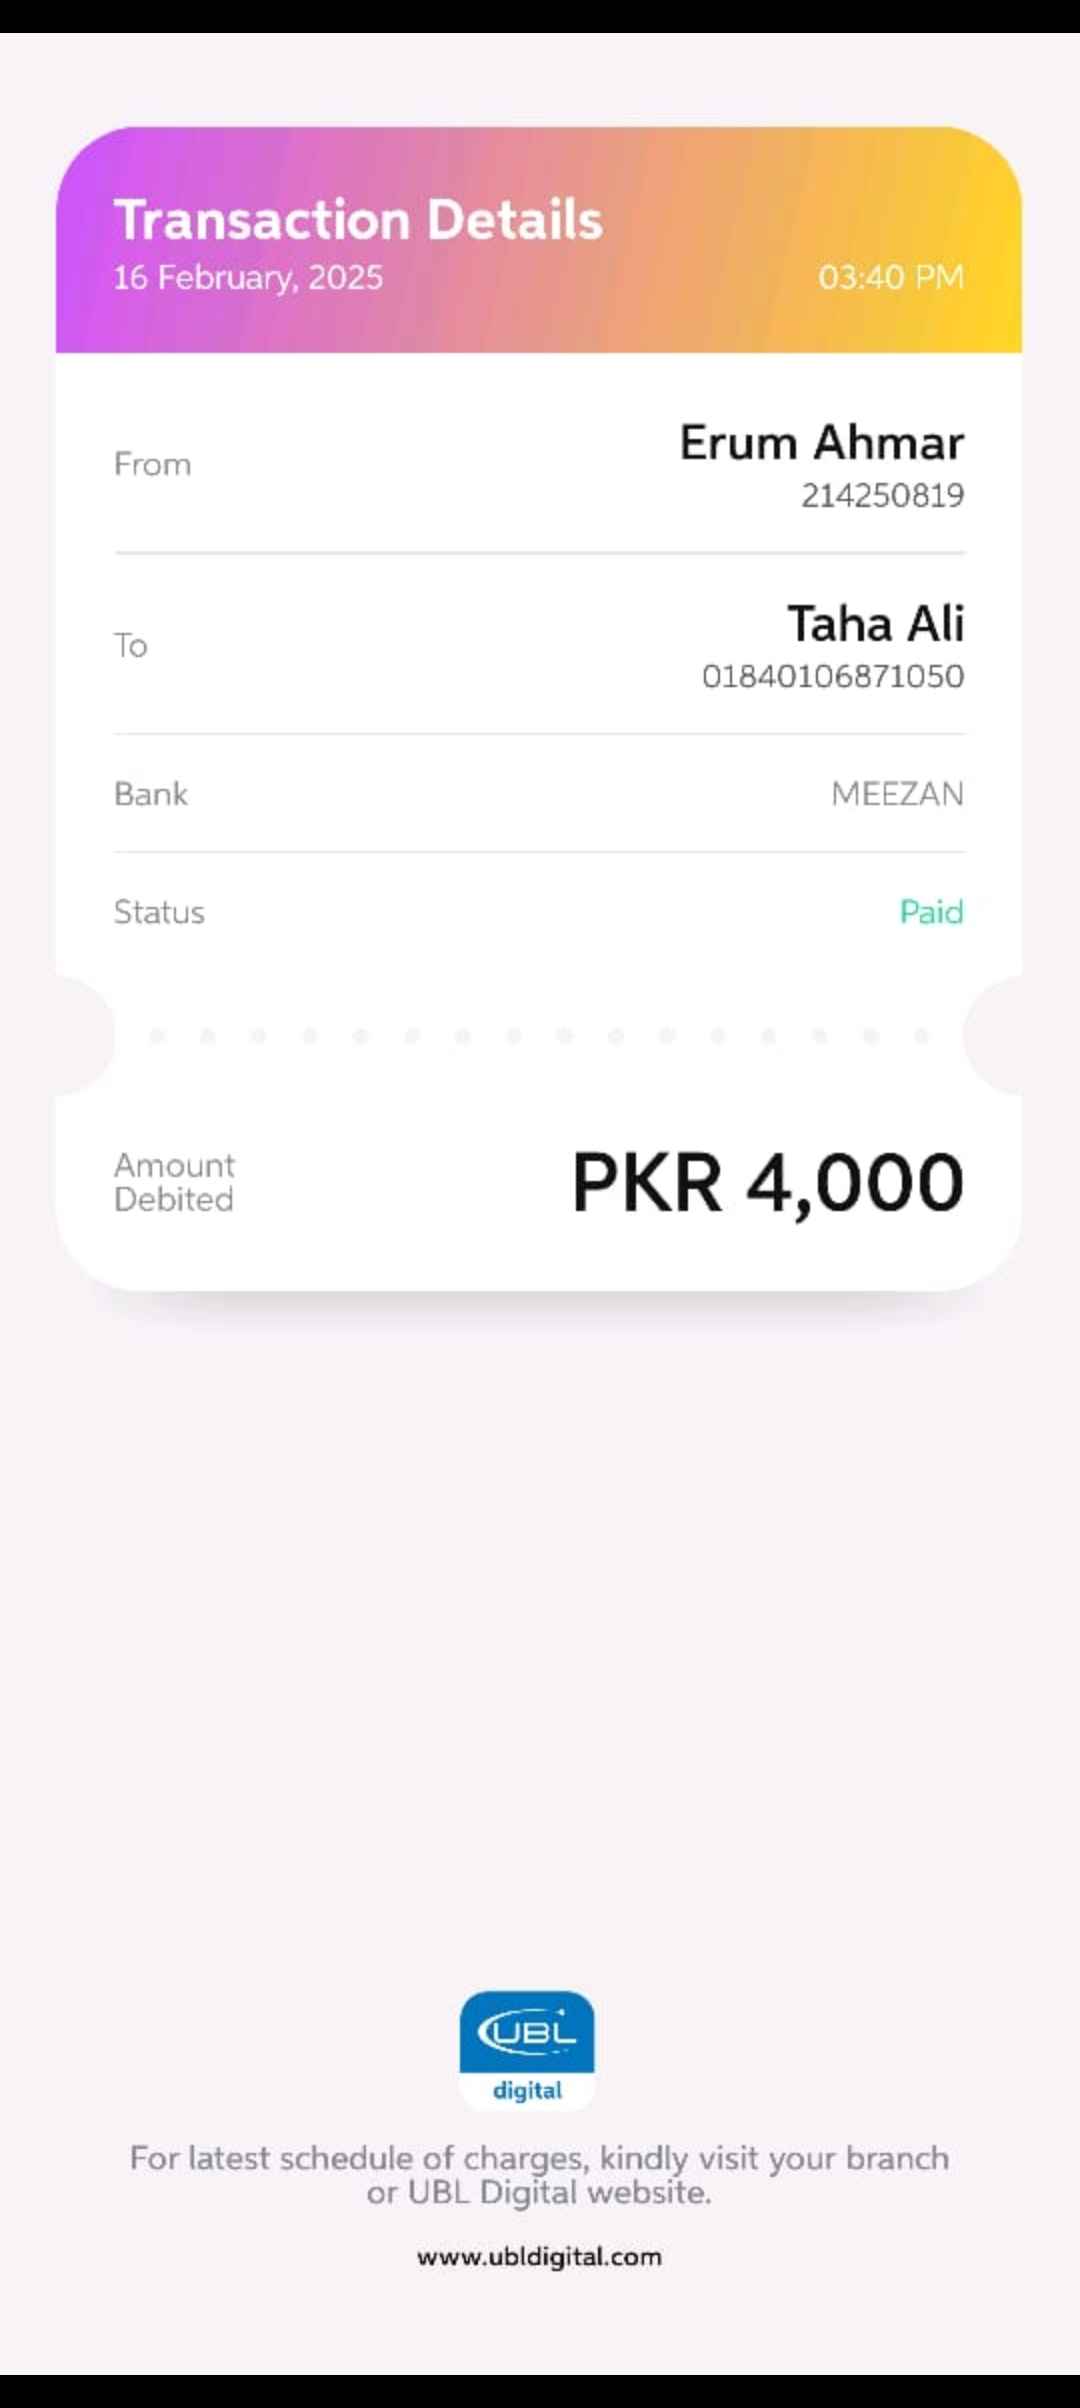 Transaction Details
16 February, 2025 03:40 PM
From Erum Ahmar
214250819
To Taha Ali
01840106871050
Bank MEEZAN
Status Paid
Amount
Debited PKR 4,000
UBL
digital
For latest schedule of charges, kindly visit your branch
or UBL Digital website.
www.ubldigital.com